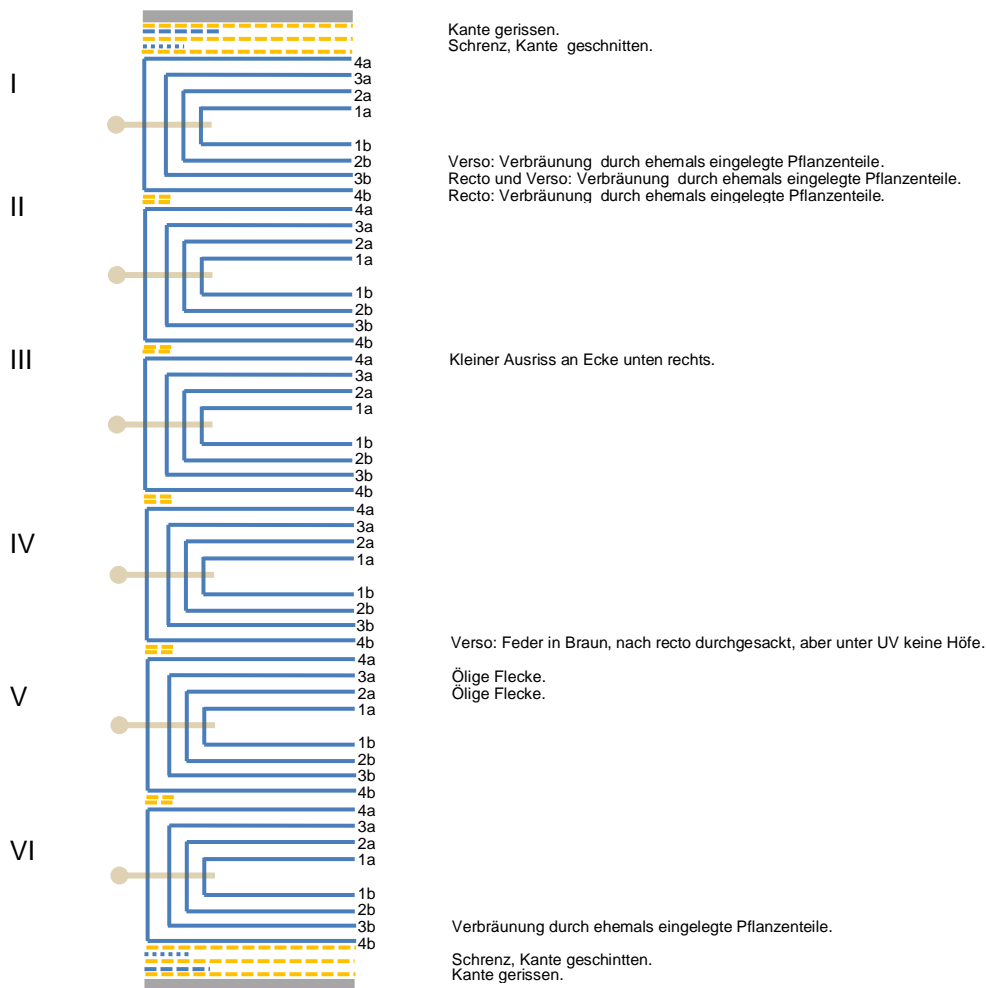 Kante gerissen.
Schrenz, Kante geschnitten.
I
4a
3a
2a
1a
1b
2b Verso: Verbräunung durch ehemals eingelegte Pflanzenteile.
3b Recto und Verso: Verbräunung durch ehemals eingelegte Pflanzenteile.
4b Recto: Verbräunung durch ehemals eingelegte Pflanzenteile.
II
4a
3a
2a
1a
1b
2b
3b
4b
III
4a Kleiner Ausriss an Ecke unten rechts.
3a
2a
1a
1b
2b
3b
4b
IV
4a
3a
2a
1a
1b
2b
3b
4b Verso: Feder in Braun, nach recto durchgesackt, aber unter UV keine Höfe.
V
4a
3a Ölige Flecke.
2a Ölige Flecke.
1a
1b
2b
3b
4b
VI
4a
3a
2a
1a
1b
2b
3b Verbräunung durch ehemals eingelegte Pflanzenteile.
4b
Schrenz, Kante geschintten.
Kante gerissen.